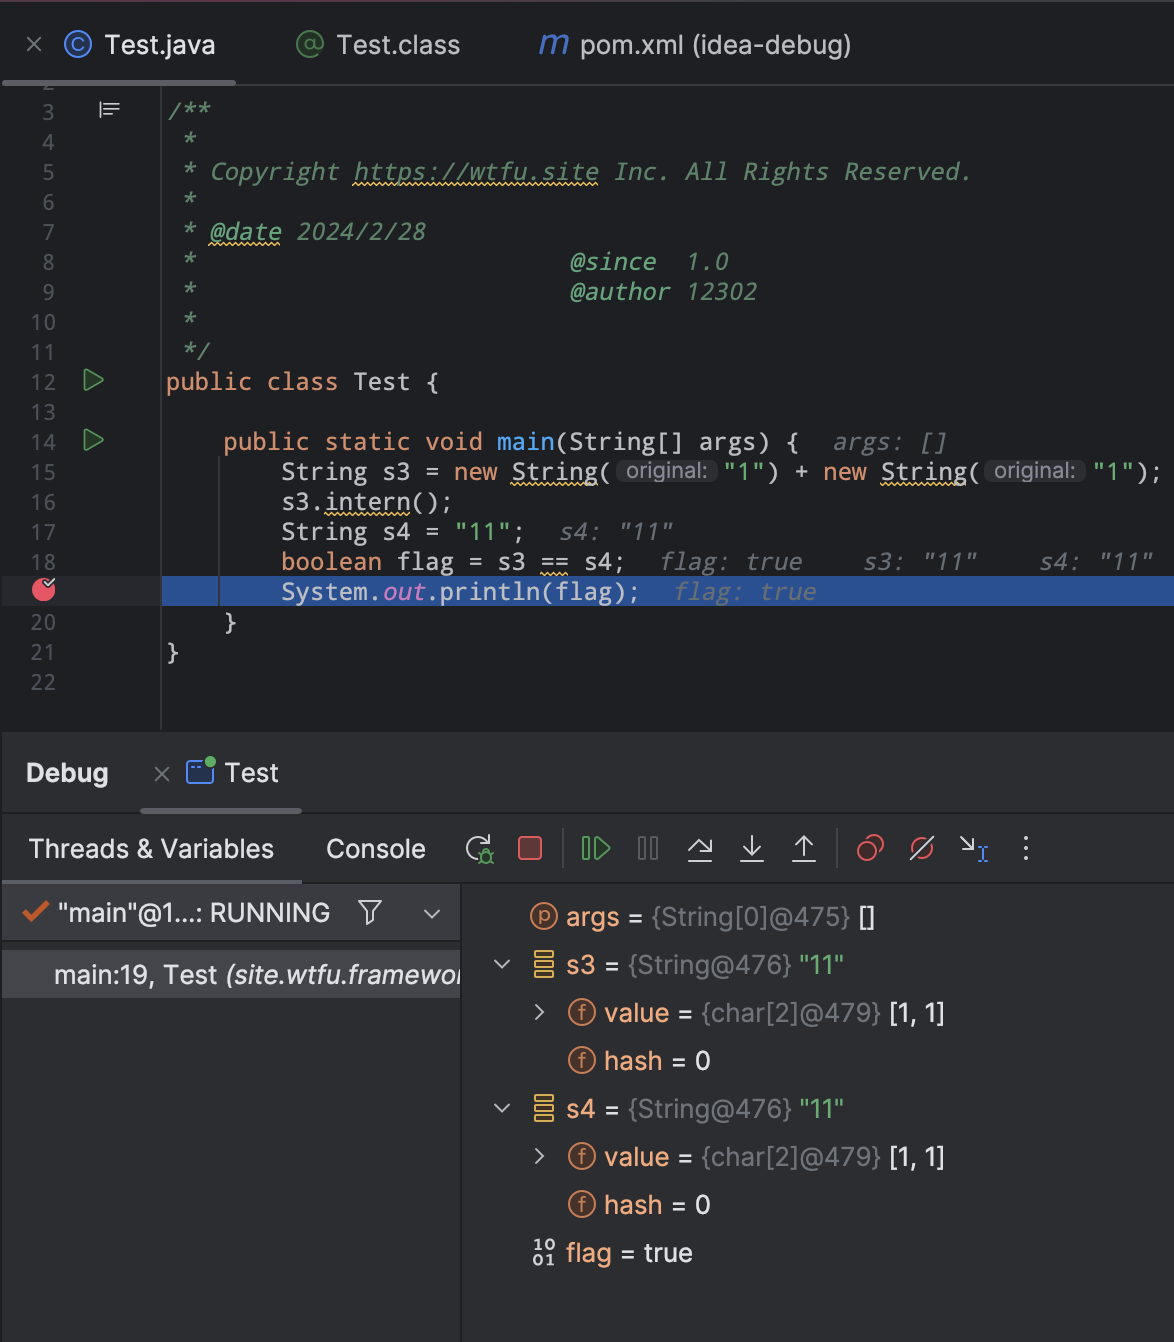 Test.java
Test.class
m pom.xml (idea-debug)
2
3 /**
4 *
5 * Copyright https://wtfu.site Inc. All Rights Reserved.
6 *
7 * @date 2024/2/28
8 * @since 1.0
9 * @author 12302
10 *
11 */
12 public class Test {
13
14 public static void main(String[] args) { args: []
15 String s3 = new String( original: "1") + new String( original: "1");
16 s3.intern();
17 String s4 = "11"; s4: "11"
18 boolean flag = s3 == s4; flag: true s3: "11" s4: "11"
System.out.println(flag); flag: true
20 }
21 }
22
Debug
Test
Threads & Variables
Console
"main"@1...: RUNNING
main:19, Test (site.wtfu.framewor
p args = {String[0]@475} []
s3 = {String@476} "11"
f value = {char[2]@479} [1, 1]
f hash = 0
s4 = {String@476} "11"
f value = {char[2]@479} [1, 1]
f hash = 0
flag = true